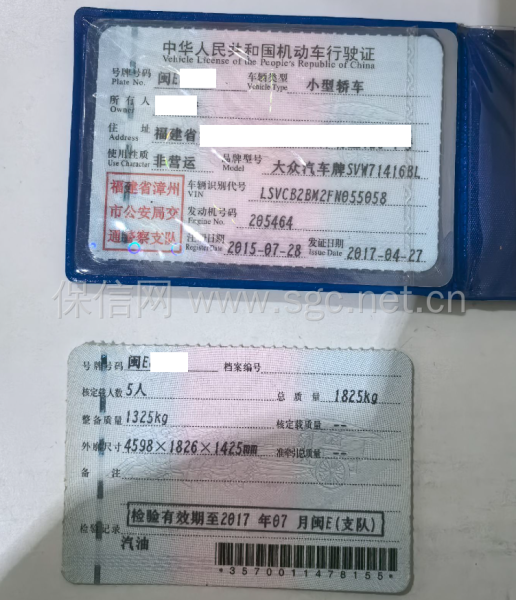 中华人民共和国机动车行驶证
Vehicle License of the People's Republic of China
号牌号码 闽E 车辆类型 小型轿车
Plate No. Vehicle Type
所有人
Owner
住址 福建省
Address
使用性质 非营运 品牌型号 大众汽车牌SVW71416BL
Use Character Model
福建省漳州
市公安局交
通警察支队
车辆识别代号 LSVCB2BM2FN055058
VIN
发动机号码 205464
Engine No.
注册日期 2015-07-28 发证日期 2017-04-27
Register Date Issue Date
保信网 www.sgc.net.cn
号牌号码 闽E 档案编号
核定载人数 5人 总质量 1825kg
整备质量 1325kg 核定载质量 --
外廓尺寸 4598×1826×1425mm 准牵引总质量 --
备注
检验有效期至2017 年07 月闽E(支队)
检验记录
汽油
*3570011478155*